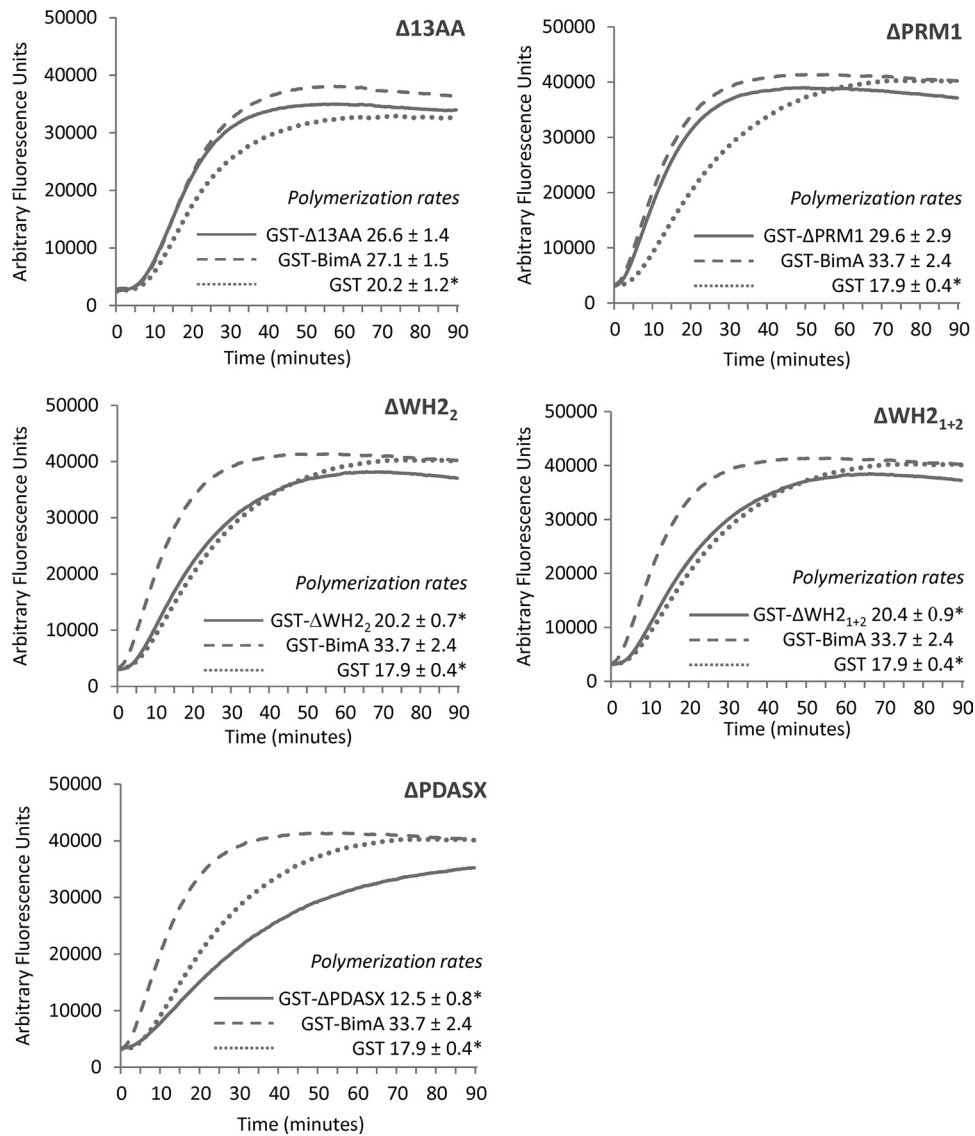 Δ13AA
Arbitrary Fluorescence Units
50000
40000
30000
20000
10000
0
Polymerization rates
GST-Δ13AA 26.6 ± 1.4
GST-BimA 27.1 ± 1.5
GST 20.2 ± 1.2*
0 10 20 30 40 50 60 70 80 90
Time (minutes)
ΔPRM1
Arbitrary Fluorescence Units
50000
40000
30000
20000
10000
0
Polymerization rates
GST-ΔPRM1 29.6 ± 2.9
GST-BimA 33.7 ± 2.4
GST 17.9 ± 0.4*
0 10 20 30 40 50 60 70 80 90
Time (minutes)
ΔWH2₂
Arbitrary Fluorescence Units
50000
40000
30000
20000
10000
0
Polymerization rates
GST-ΔWH2₂ 20.2 ± 0.7*
GST-BimA 33.7 ± 2.4
GST 17.9 ± 0.4*
0 10 20 30 40 50 60 70 80 90
Time (minutes)
ΔWH2₁₊₂
Arbitrary Fluorescence Units
50000
40000
30000
20000
10000
0
Polymerization rates
GST-ΔWH2₁₊₂ 20.4 ± 0.9*
GST-BimA 33.7 ± 2.4
GST 17.9 ± 0.4*
0 10 20 30 40 50 60 70 80 90
Time (minutes)
ΔPDASX
Arbitrary Fluorescence Units
50000
40000
30000
20000
10000
0
Polymerization rates
GST-ΔPDASX 12.5 ± 0.8*
GST-BimA 33.7 ± 2.4
GST 17.9 ± 0.4*
0 10 20 30 40 50 60 70 80 90
Time (minutes)